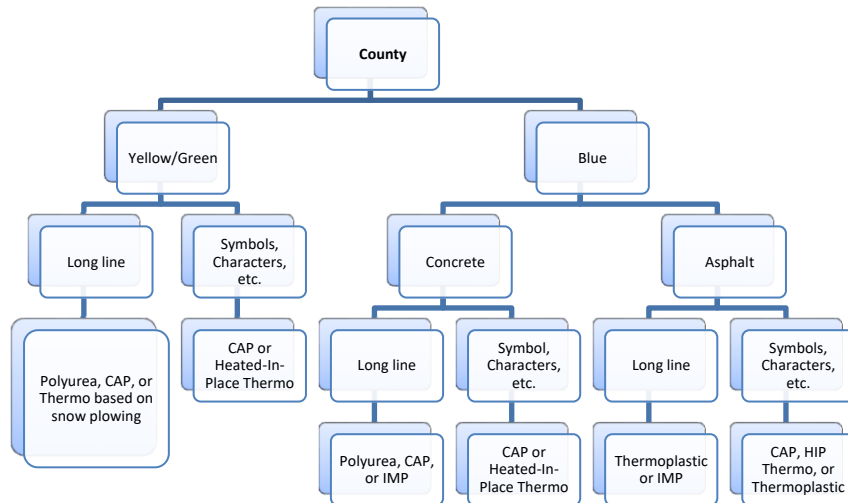 County
Yellow/Green
Blue
Long line
Symbols,
Characters,
etc.
Concrete
Asphalt
Polyurea, CAP, or
Thermo based on
snow plowing
CAP or
Heated-In-
Place Thermo
Long line
Symbol,
Characters,
etc.
Long line
Symbols,
Characters,
etc.
Polyurea, CAP,
or IMP
CAP or
Heated-In-
Place Thermo
Thermoplastic
or IMP
CAP, HIP
Thermo, or
Thermoplastic